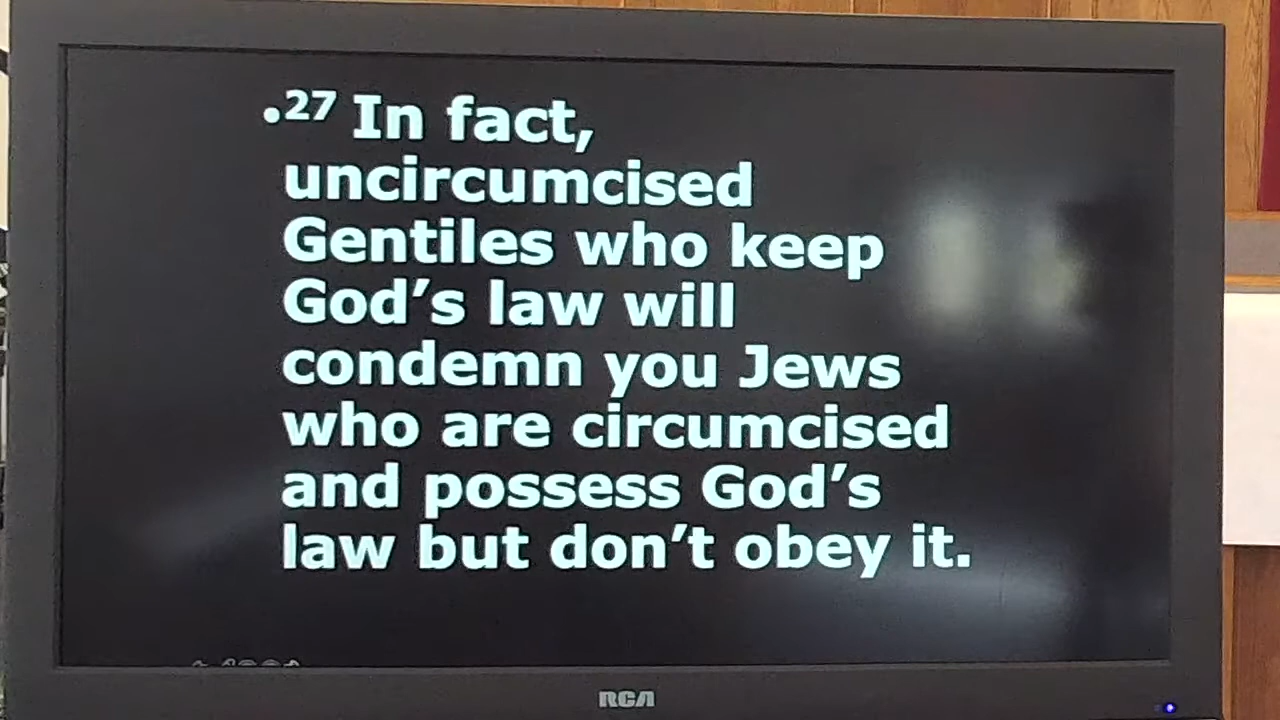 .27 In fact,
uncircumcised
Gentiles who keep
God’s law will
condemn you Jews
who are circumcised
and possess God’s
law but don’t obey it.
RCA